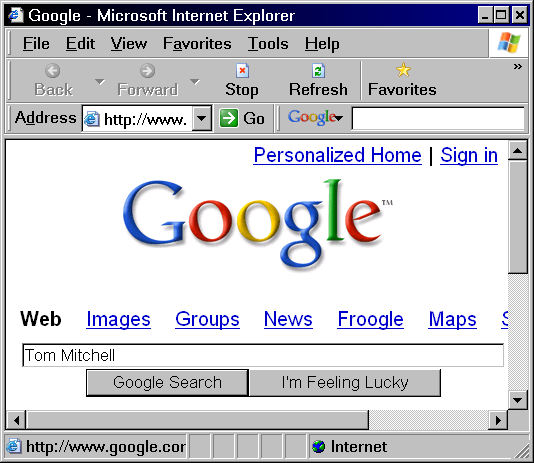 Google - Microsoft Internet Explorer
File Edit View Favorites Tools Help
Back Forward Stop Refresh Favorites »
Address http://www. Go Google
Personalized Home | Sign in
Google™
Web Images Groups News Froogle Maps
Tom Mitchell
Google Search I'm Feeling Lucky
http://www.google.cor Internet